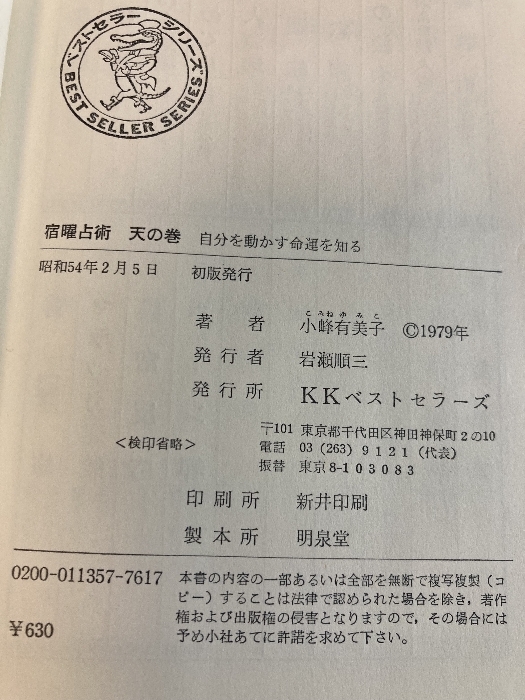 ベストセラーシリーズ
BEST SELLER SERIES
宿曜占術 天の巻 自分を動かす命運を知る
昭和54年2月5日 初版発行
著者 小峰有美子 ©1979年
こみねゆみこ
発行者 岩瀬順三
発行所 KKベストセラーズ
〒101 東京都千代田区神田神保町2の10
<検印省略> 電話 03(263)9121(代表)
振替 東京8-103083
印刷所 新井印刷
製本所 明泉堂
0200-011357-7617
¥630
本書の内容の一部あるいは全部を無断で複写複製(コ
ピー)することは法律で認められた場合を除き,著作
権および出版権の侵害となりますので,その場合には
予め小社あてに許諾を求めて下さい。